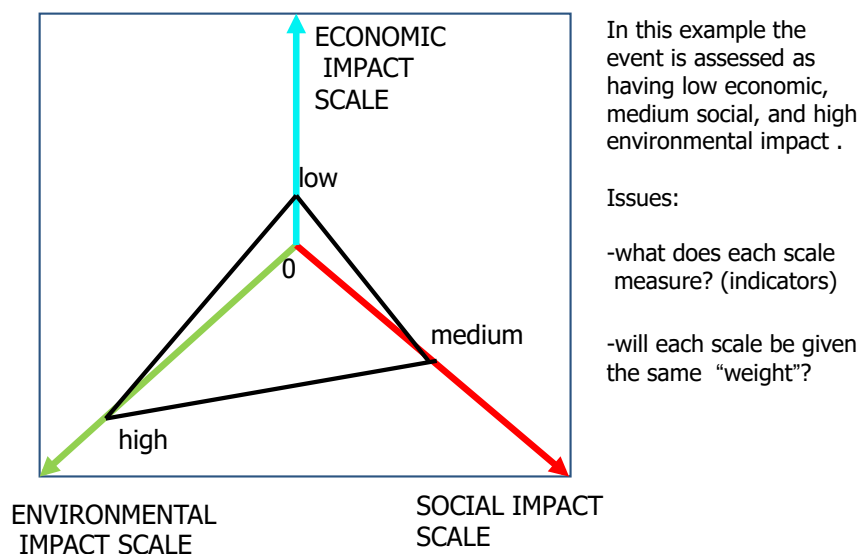 ECONOMIC
IMPACT
SCALE
low
0
medium
high
ENVIRONMENTAL
IMPACT SCALE
SOCIAL IMPACT
SCALE
In this example the
event is assessed as
having low economic,
medium social, and high
environmental impact .
Issues:
-what does each scale
measure? (indicators)
-will each scale be given
the same “weight”?